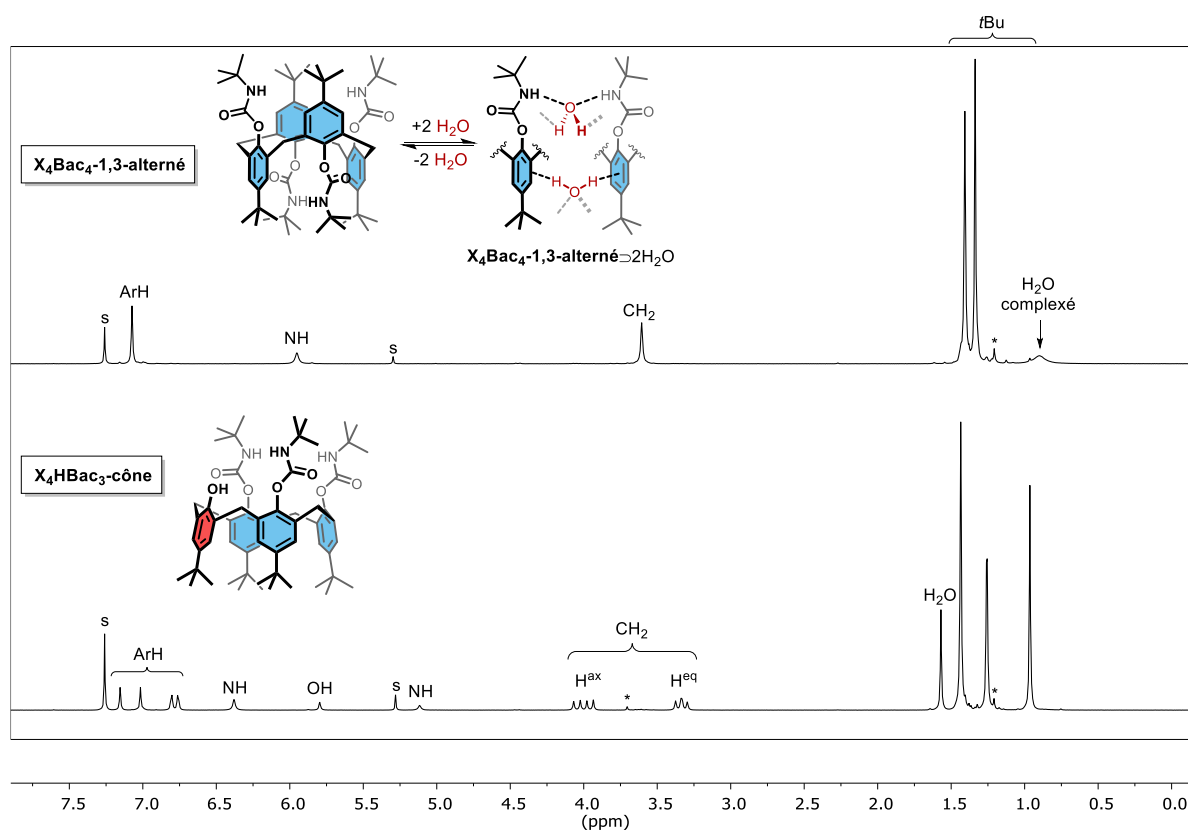 tBu
X₄Bac₄-1,3-alterné
NH
O
O
HN
O
O
O
O
O
O
HN
NH
+2 H₂O
-2 H₂O
NH
O
O
HN
O
O
O
H
H
H
O
H
X₄Bac₄-1,3-alterné⊃2H₂O
s
ArH
NH
s
CH₂
H₂O
complexé
*
X₄HBac₃-cône
NH
O
O
OH
HN
O
O
NH
O
O
s
ArH
NH
OH
s
NH
CH₂
Hᵃˣ
*
Hᵉq
H₂O
*
7.5 7.0 6.5 6.0 5.5 5.0 4.5 4.0 3.5 3.0 2.5 2.0 1.5 1.0 0.5 0.0
(ppm)